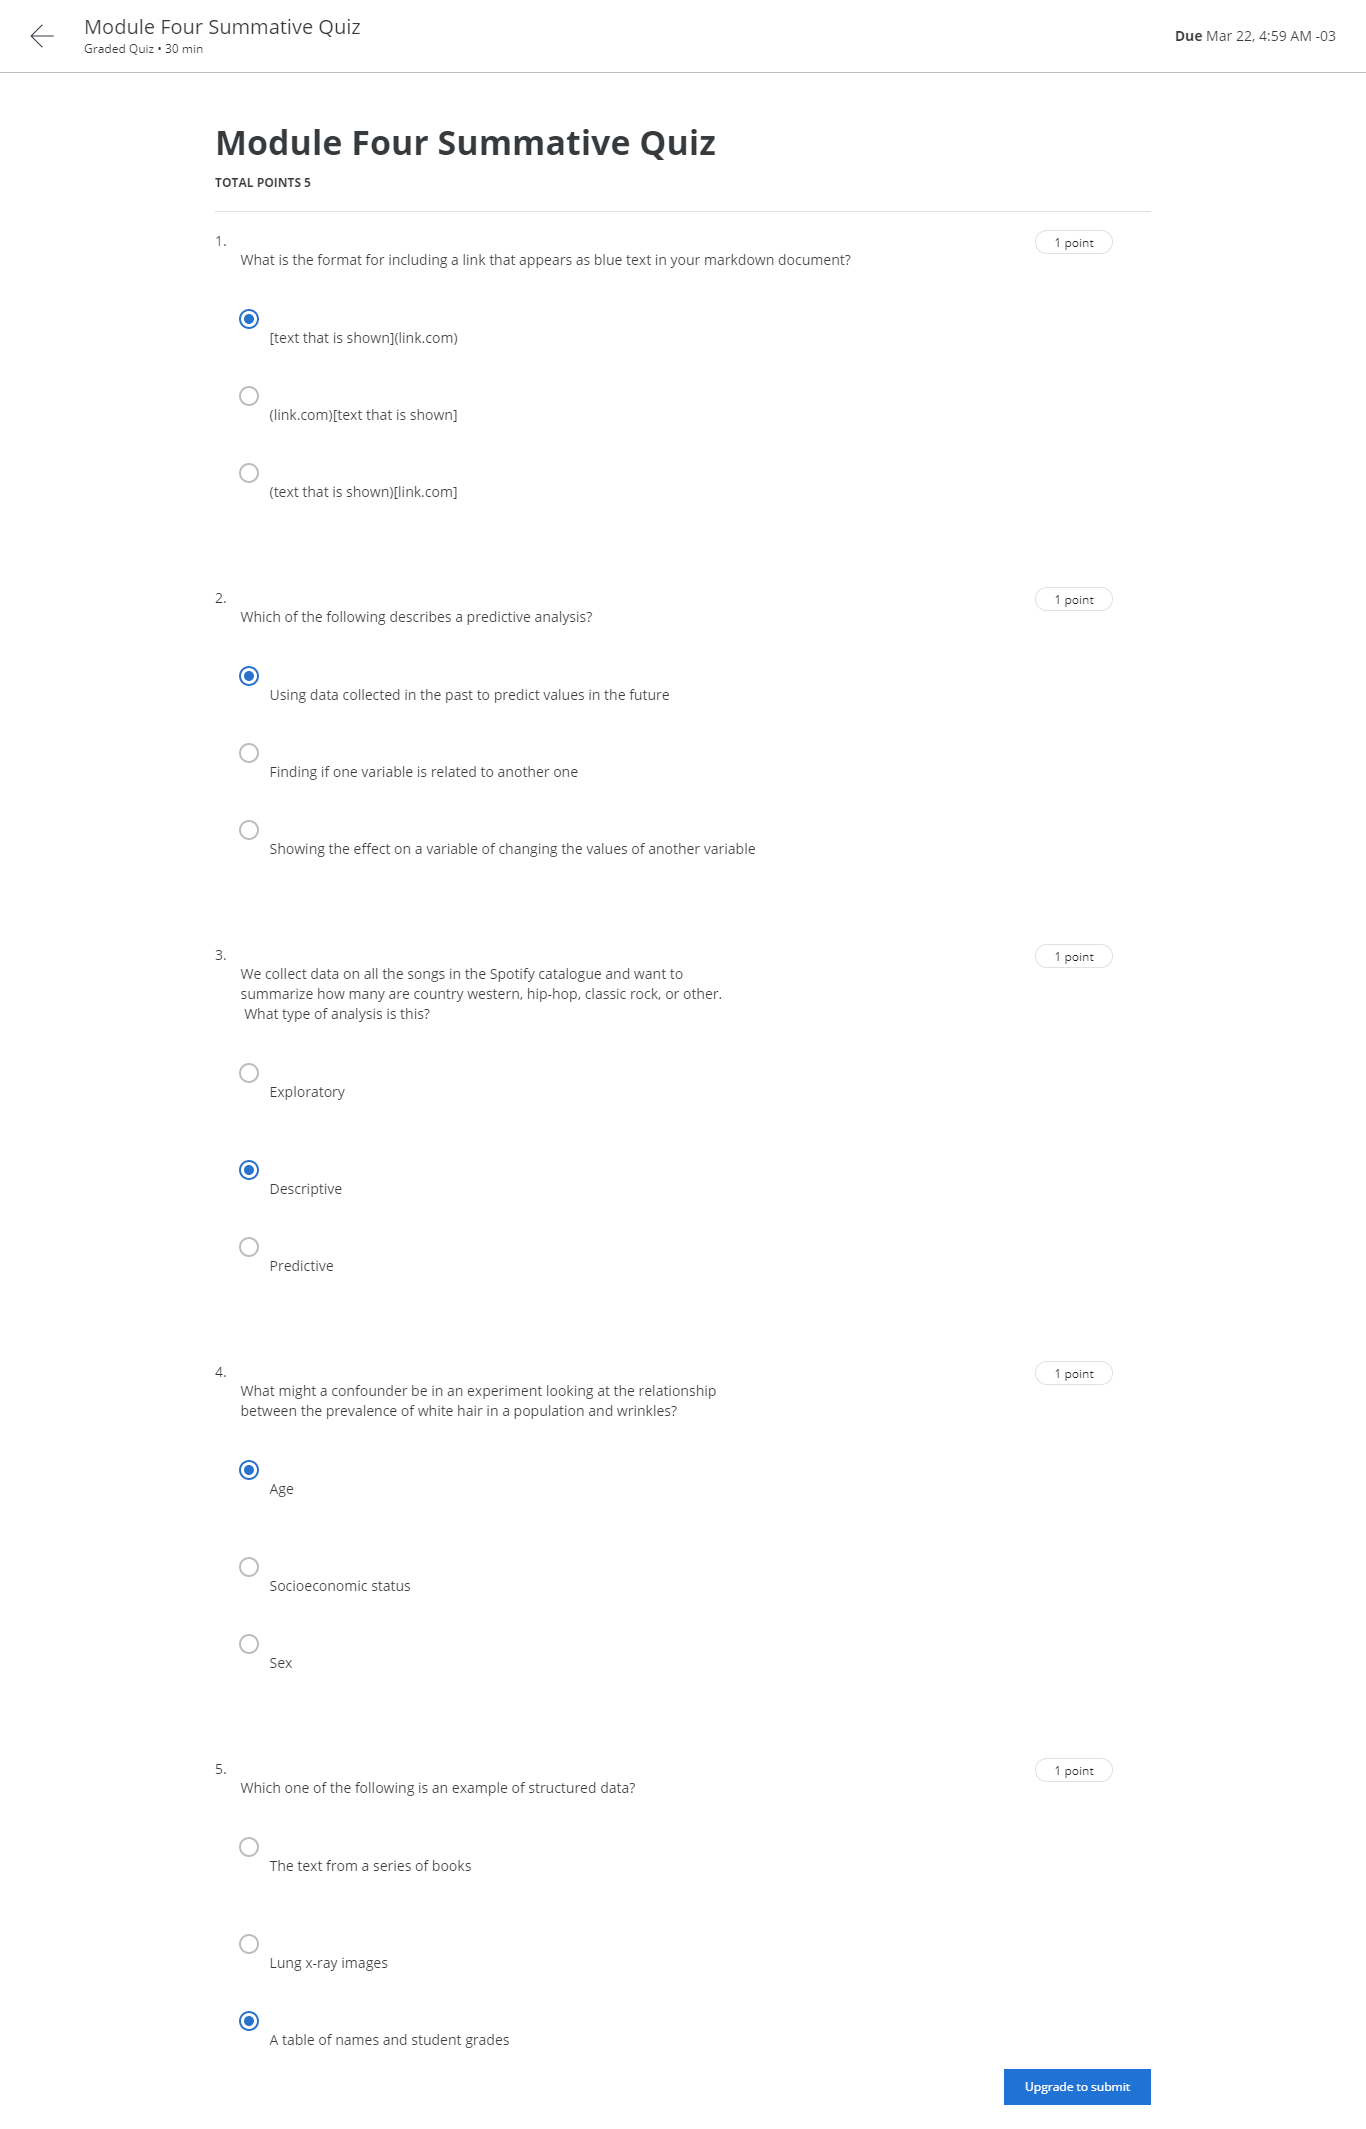 Module Four Summative Quiz
Graded Quiz • 30 min
Due Mar 22, 4:59 AM -03
Module Four Summative Quiz
TOTAL POINTS 5
1.
1 point
What is the format for including a link that appears as blue text in your markdown document?
[text that is shown](link.com)
(link.com)[text that is shown]
(text that is shown)[link.com]
2.
1 point
Which of the following describes a predictive analysis?
Using data collected in the past to predict values in the future
Finding if one variable is related to another one
Showing the effect on a variable of changing the values of another variable
3.
1 point
We collect data on all the songs in the Spotify catalogue and want to
summarize how many are country western, hip-hop, classic rock, or other.
What type of analysis is this?
Exploratory
Descriptive
Predictive
4.
1 point
What might a confounder be in an experiment looking at the relationship
between the prevalence of white hair in a population and wrinkles?
Age
Socioeconomic status
Sex
5.
1 point
Which one of the following is an example of structured data?
The text from a series of books
Lung x-ray images
A table of names and student grades
Upgrade to submit